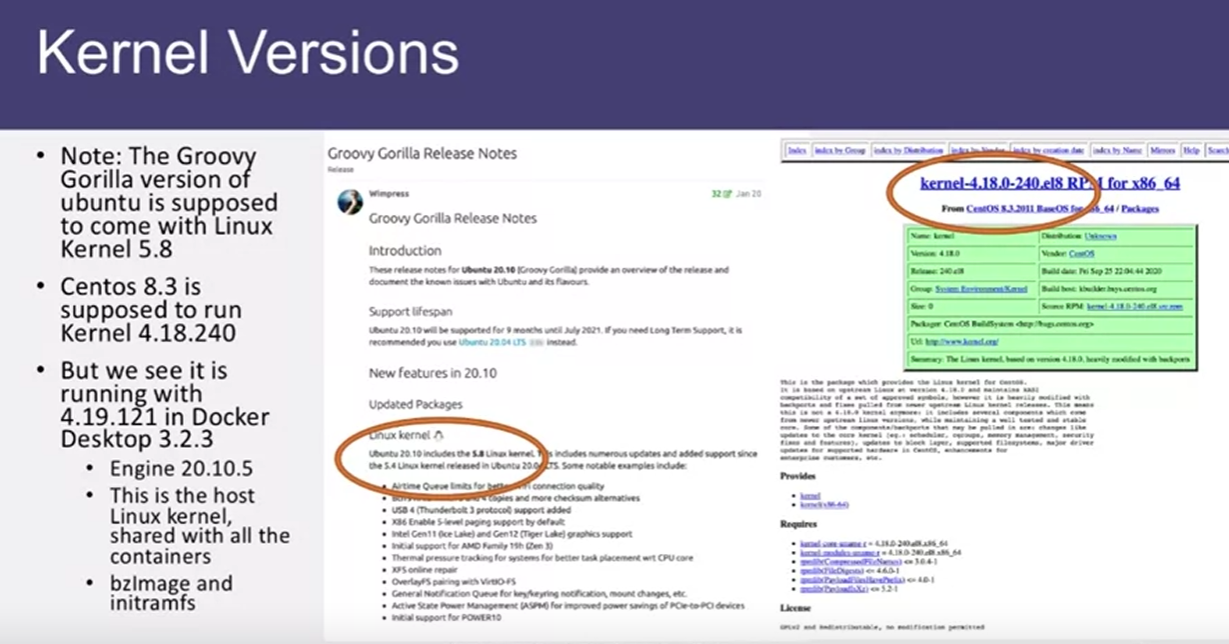 Kernel Versions
• Note: The Groovy
Gorilla version of
ubuntu is supposed
to come with Linux
Kernel 5.8
• Centos 8.3 is
supposed to run
Kernel 4.18.240
• But we see it is
running with
4.19.121 in Docker
Desktop 3.2.3
• Engine 20.10.5
• This is the host
Linux kernel,
shared with all the
containers
• bzImage and
initramfs
Groovy Gorilla Release Notes
Release
Wimpress
32 Jan 20
Groovy Gorilla Release Notes
Introduction
These release notes for Ubuntu 20.10 (Groovy Gorilla) provide an overview of the release and
document the known issues with Ubuntu and its flavours.
Support lifespan
Ubuntu 20.10 will be supported for 9 months until July 2021. If you need Long Term Support, it is
recommended you use Ubuntu 20.04 LTS instead.
New features in 20.10
Updated Packages
Linux kernel
Ubuntu 20.10 includes the 5.8 Linux kernel. This includes numerous updates and added support since
the 5.4 Linux kernel released in Ubuntu 20.04 LTS. Some notable examples include:
• Airtime Queue limits for better connection quality
copies and more checksum alternatives
• USB 4 (Thunderbolt 3 protocol) support added
• X86 Enable 5-level paging support by default
• Intel Gen11 (Ice Lake) and Gen12 (Tiger Lake) graphics support
• Initial support for AMD Family 19h (Zen 3)
• Thermal pressure tracking for systems for better task placement wrt CPU core
• XFS online repair
• OverlayFS pairing with VirtIO-FS
• General Notification Queue for key/keyring notification, mount changes, etc.
• Active State Power Management (ASPM) for improved power savings of PCIe-to-PCI devices
• Initial support for POWER10
Index index by Group index by Distribution index by Vendor index by creation date index by Name Mirrors Help Search
kernel-4.18.0-240.el8 RPM for x86_64
From CentOS 8.3.2011 BaseOS for x86_64 / Packages
Name: kernel Distribution: Unknown
Version: 4.18.0 Vendor: CentOS
Release: 240.el8 Build date: Fri Sep 25 22:04:44 2020
Group: System Environment/Kernel Build host: kbuilder.bsys.centos.org
Size: 0 Source RPM: kernel-4.18.0-240.el8.src.rpm
Packager: CentOS BuildSystem <http://bugs.centos.org>
Url: http://www.kernel.org/
Summary: The Linux kernel, based on version 4.18.0, heavily modified with backports
This is the package which provides the Linux kernel for CentOS.
It is based on upstream Linux at version 4.18.0 and maintains kABI
compatibility of a set of approved symbols, however it is heavily modified with
backports and fixes pulled from newer upstream Linux kernel releases. This means
this is not a 4.18.0 kernel anymore: it includes several components which come
from newer upstream linux versions, while maintaining a well tested and stable
core. Some of the components/backports that may be pulled in are: changes like
updates to the core kernel (eg.: scheduler, cgroups, memory management, security
fixes and features), updates to block layer, supported filesystems, major driver
updates for supported hardware in CentOS, enhancements for
enterprise customers, etc.
Provides
• kernel
• kernel(x86-64)
Requires
• kernel-core-uname-r = 4.18.0-240.el8.x86_64
• kernel-modules-uname-r = 4.18.0-240.el8.x86_64
• rpmlib(CompressedFileNames) <= 3.0.4-1
• rpmlib(FileDigests) <= 4.6.0-1
• rpmlib(PayloadFilesHavePrefix) <= 4.0-1
• rpmlib(PayloadIsXz) <= 5.2-1
License
GPLv2 and Redistributable, no modification permitted